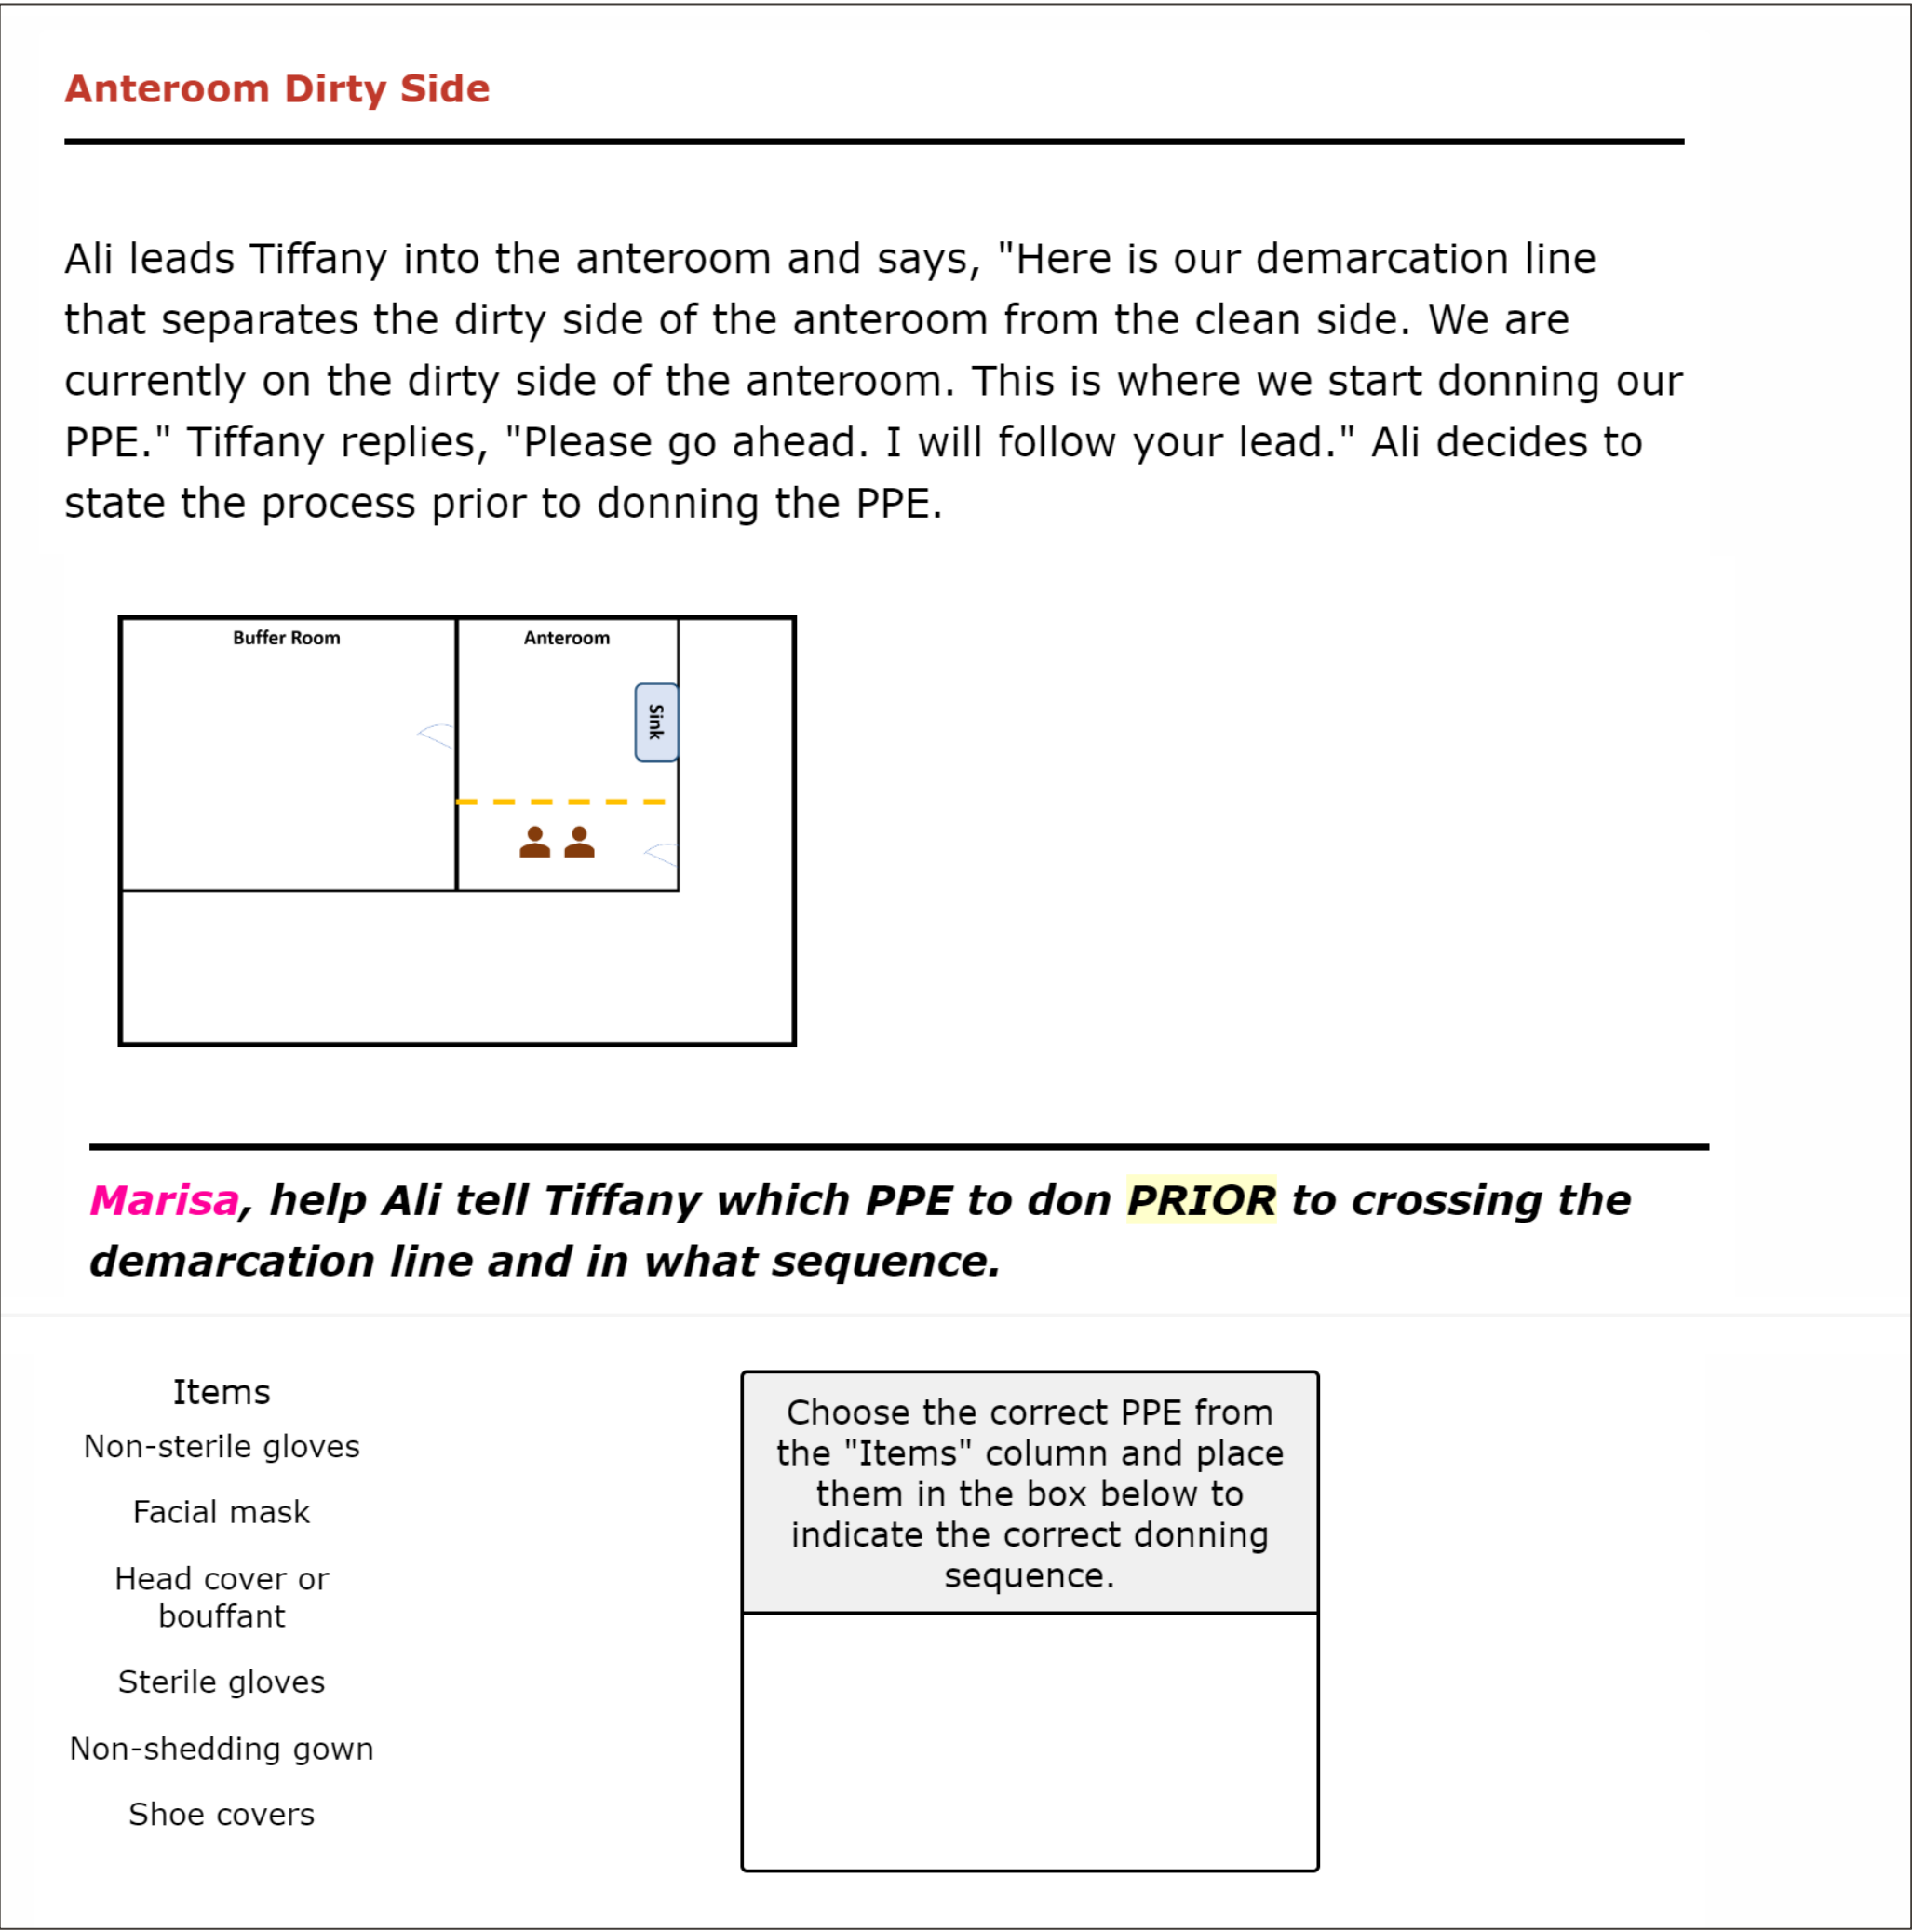 Anteroom Dirty Side
Ali leads Tiffany into the anteroom and says, "Here is our demarcation line
that separates the dirty side of the anteroom from the clean side. We are
currently on the dirty side of the anteroom. This is where we start donning our
PPE." Tiffany replies, "Please go ahead. I will follow your lead." Ali decides to
state the process prior to donning the PPE.
Buffer Room
Anteroom
Sink
Marisa, help Ali tell Tiffany which PPE to don PRIOR to crossing the
demarcation line and in what sequence.
Items
Non-sterile gloves
Facial mask
Head cover or
bouffant
Sterile gloves
Non-shedding gown
Shoe covers
Choose the correct PPE from
the "Items" column and place
them in the box below to
indicate the correct donning
sequence.